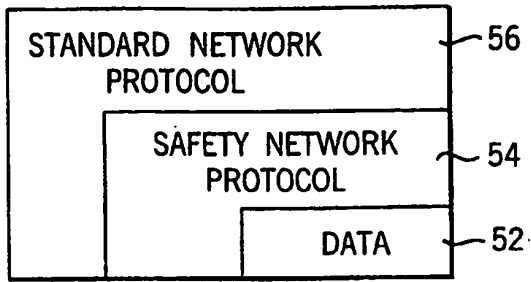 STANDARD NETWORK
PROTOCOL
56
SAFETY NETWORK
PROTOCOL
54
DATA
52